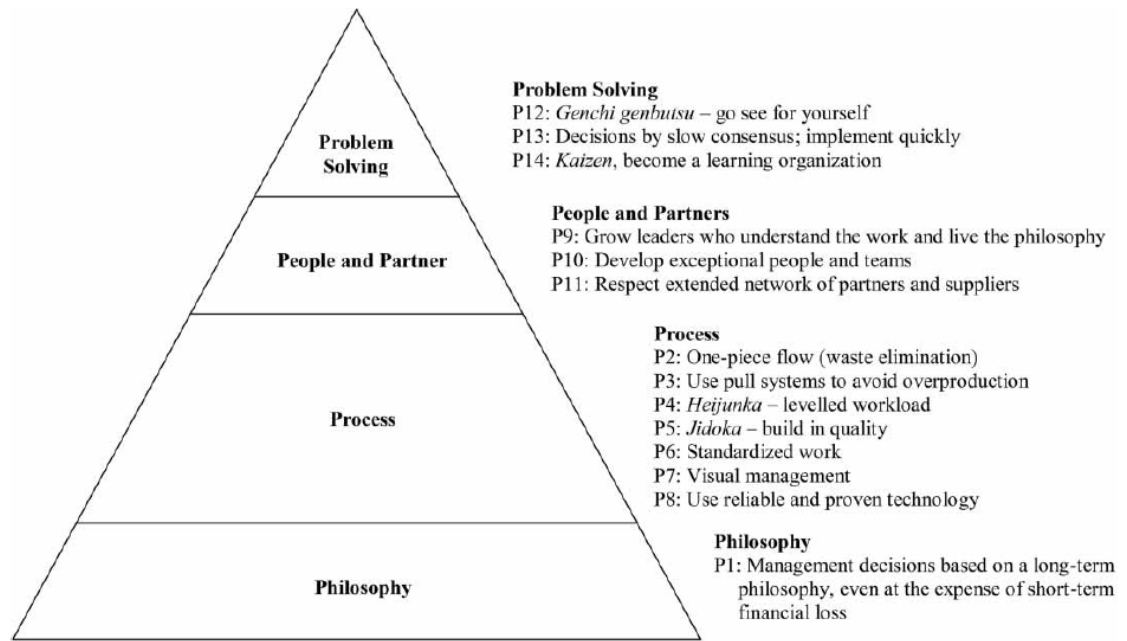 Problem Solving
P12: Genchi genbutsu – go see for yourself
P13: Decisions by slow consensus; implement quickly
P14: Kaizen, become a learning organization
Problem
Solving
People and Partners
P9: Grow leaders who understand the work and live the philosophy
P10: Develop exceptional people and teams
P11: Respect extended network of partners and suppliers
People and Partner
Process
P2: One-piece flow (waste elimination)
P3: Use pull systems to avoid overproduction
P4: Heijunka – levelled workload
P5: Jidoka – build in quality
P6: Standardized work
P7: Visual management
P8: Use reliable and proven technology
Process
Philosophy
P1: Management decisions based on a long-term
philosophy, even at the expense of short-term
financial loss
Philosophy